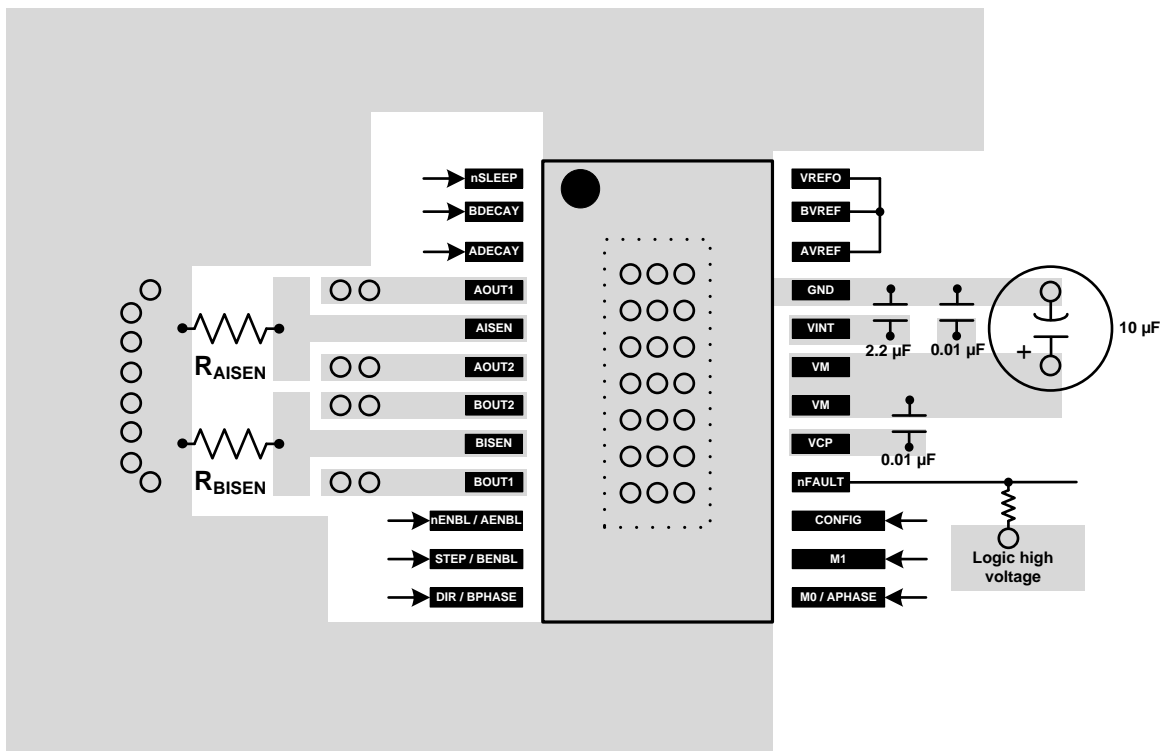 nSLEEP
BDECAY
ADECAY
AOUT1
AISEN
AOUT2
BOUT2
BISEN
BOUT1
nENBL / AENBL
STEP / BENBL
DIR / BPHASE
RAISEN
RBISEN
VREFO
BVREF
AVREF
GND
VINT
VM
VM
VCP
nFAULT
CONFIG
M1
M0 / APHASE
2.2 µF
0.01 µF
+
10 µF
0.01 µF
Logic high
voltage